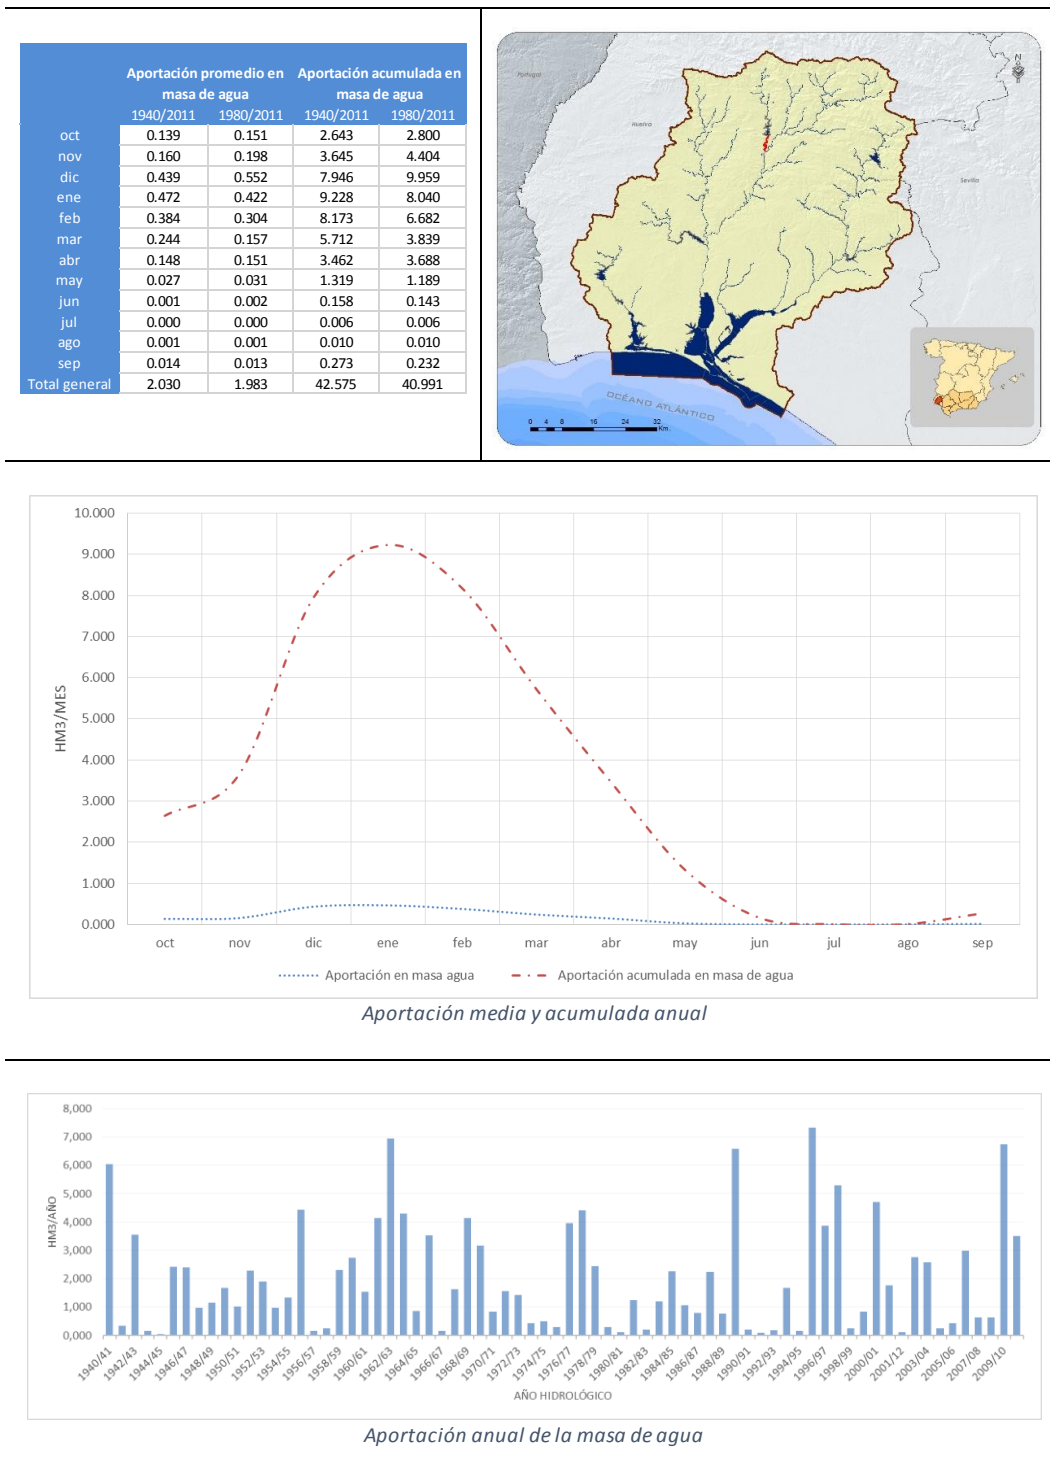 Aportación promedio en Aportación acumulada en
masa de agua masa de agua
1940/2011 1980/2011 1940/2011 1980/2011
oct 0.139 0.151 2.643 2.800
nov 0.160 0.198 3.645 4.404
dic 0.439 0.552 7.946 9.959
ene 0.472 0.422 9.228 8.040
feb 0.384 0.304 8.173 6.682
mar 0.244 0.157 5.712 3.839
abr 0.148 0.151 3.462 3.688
may 0.027 0.031 1.319 1.189
jun 0.001 0.002 0.158 0.143
jul 0.000 0.000 0.006 0.006
ago 0.001 0.001 0.010 0.010
sep 0.014 0.013 0.273 0.232
Total general 2.030 1.983 42.575 40.991
Portugal
Huelva
Sevilla
N
OCÉANO ATLÁNTICO
0 4 8 16 24 32
Km
10.000
9.000
8.000
7.000
6.000
5.000
4.000
3.000
2.000
1.000
0.000
HM3/MES
oct nov dic ene feb mar abr may jun jul ago sep
Aportación en masa agua Aportación acumulada en masa de agua
Aportación media y acumulada anual
8,000
7,000
6,000
5,000
4,000
3,000
2,000
1,000
0,000
HM3/AÑO
1940/41 1942/43 1944/45 1946/47 1948/49 1950/51 1952/53 1954/55 1956/57 1958/59 1960/61 1962/63 1964/65 1966/67 1968/69 1970/71 1972/73 1974/75 1976/77 1978/79 1980/81 1982/83 1984/85 1986/87 1988/89 1990/91 1992/93 1994/95 1996/97 1998/99 2000/01 2001/12 2003/04 2005/06 2007/08 2009/10
AÑO HIDROLÓGICO
Aportación anual de la masa de agua